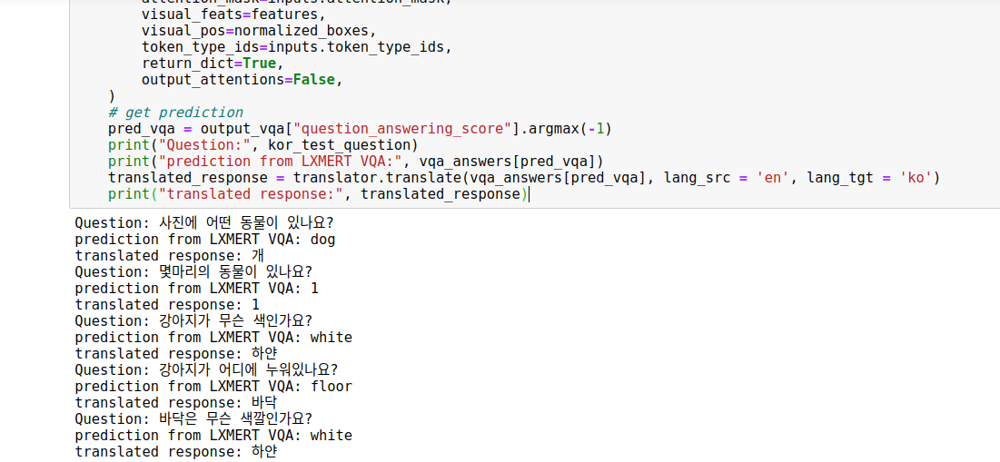 attention_mask=inputs.attention_mask,
visual_feats=features,
visual_pos=normalized_boxes,
token_type_ids=inputs.token_type_ids,
return_dict=True,
output_attentions=False,
)
# get prediction
pred_vqa = output_vqa["question_answering_score"].argmax(-1)
print("Question:", kor_test_question)
print("prediction from LXMERT VQA:", vqa_answers[pred_vqa])
translated_response = translator.translate(vqa_answers[pred_vqa], lang_src = 'en', lang_tgt = 'ko')
print("translated response:", translated_response)
Question: 사진에 어떤 동물이 있나요?
prediction from LXMERT VQA: dog
translated response: 개
Question: 몇마리의 동물이 있나요?
prediction from LXMERT VQA: 1
translated response: 1
Question: 강아지가 무슨 색인가요?
prediction from LXMERT VQA: white
translated response: 하얀
Question: 강아지가 어디에 누워있나요?
prediction from LXMERT VQA: floor
translated response: 바닥
Question: 바닥은 무슨 색깔인가요?
prediction from LXMERT VQA: white
translated response: 하얀